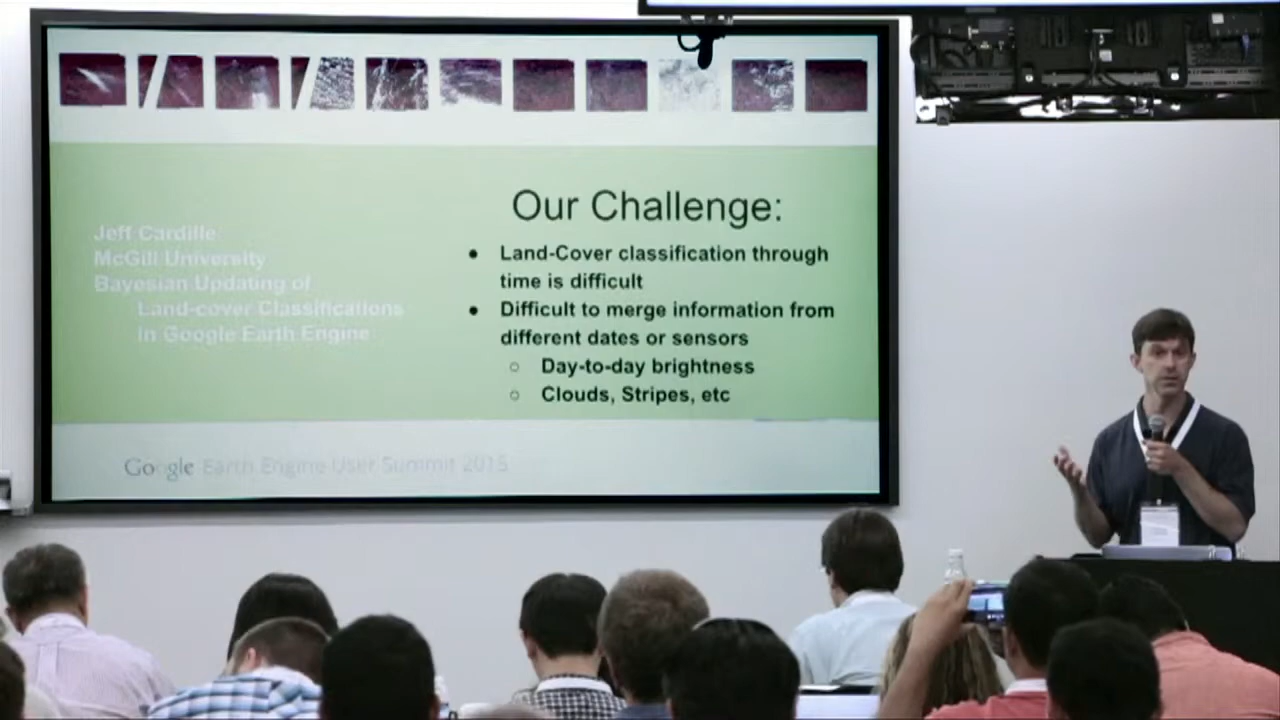 Our Challenge:
Jeff Cardille
McGill University
Bayesian Updating of
Land-cover Classifications
in Google Earth Engine
● Land-Cover classification through
time is difficult
● Difficult to merge information from
different dates or sensors
○ Day-to-day brightness
○ Clouds, Stripes, etc
Google Earth Engine User Summit 2015